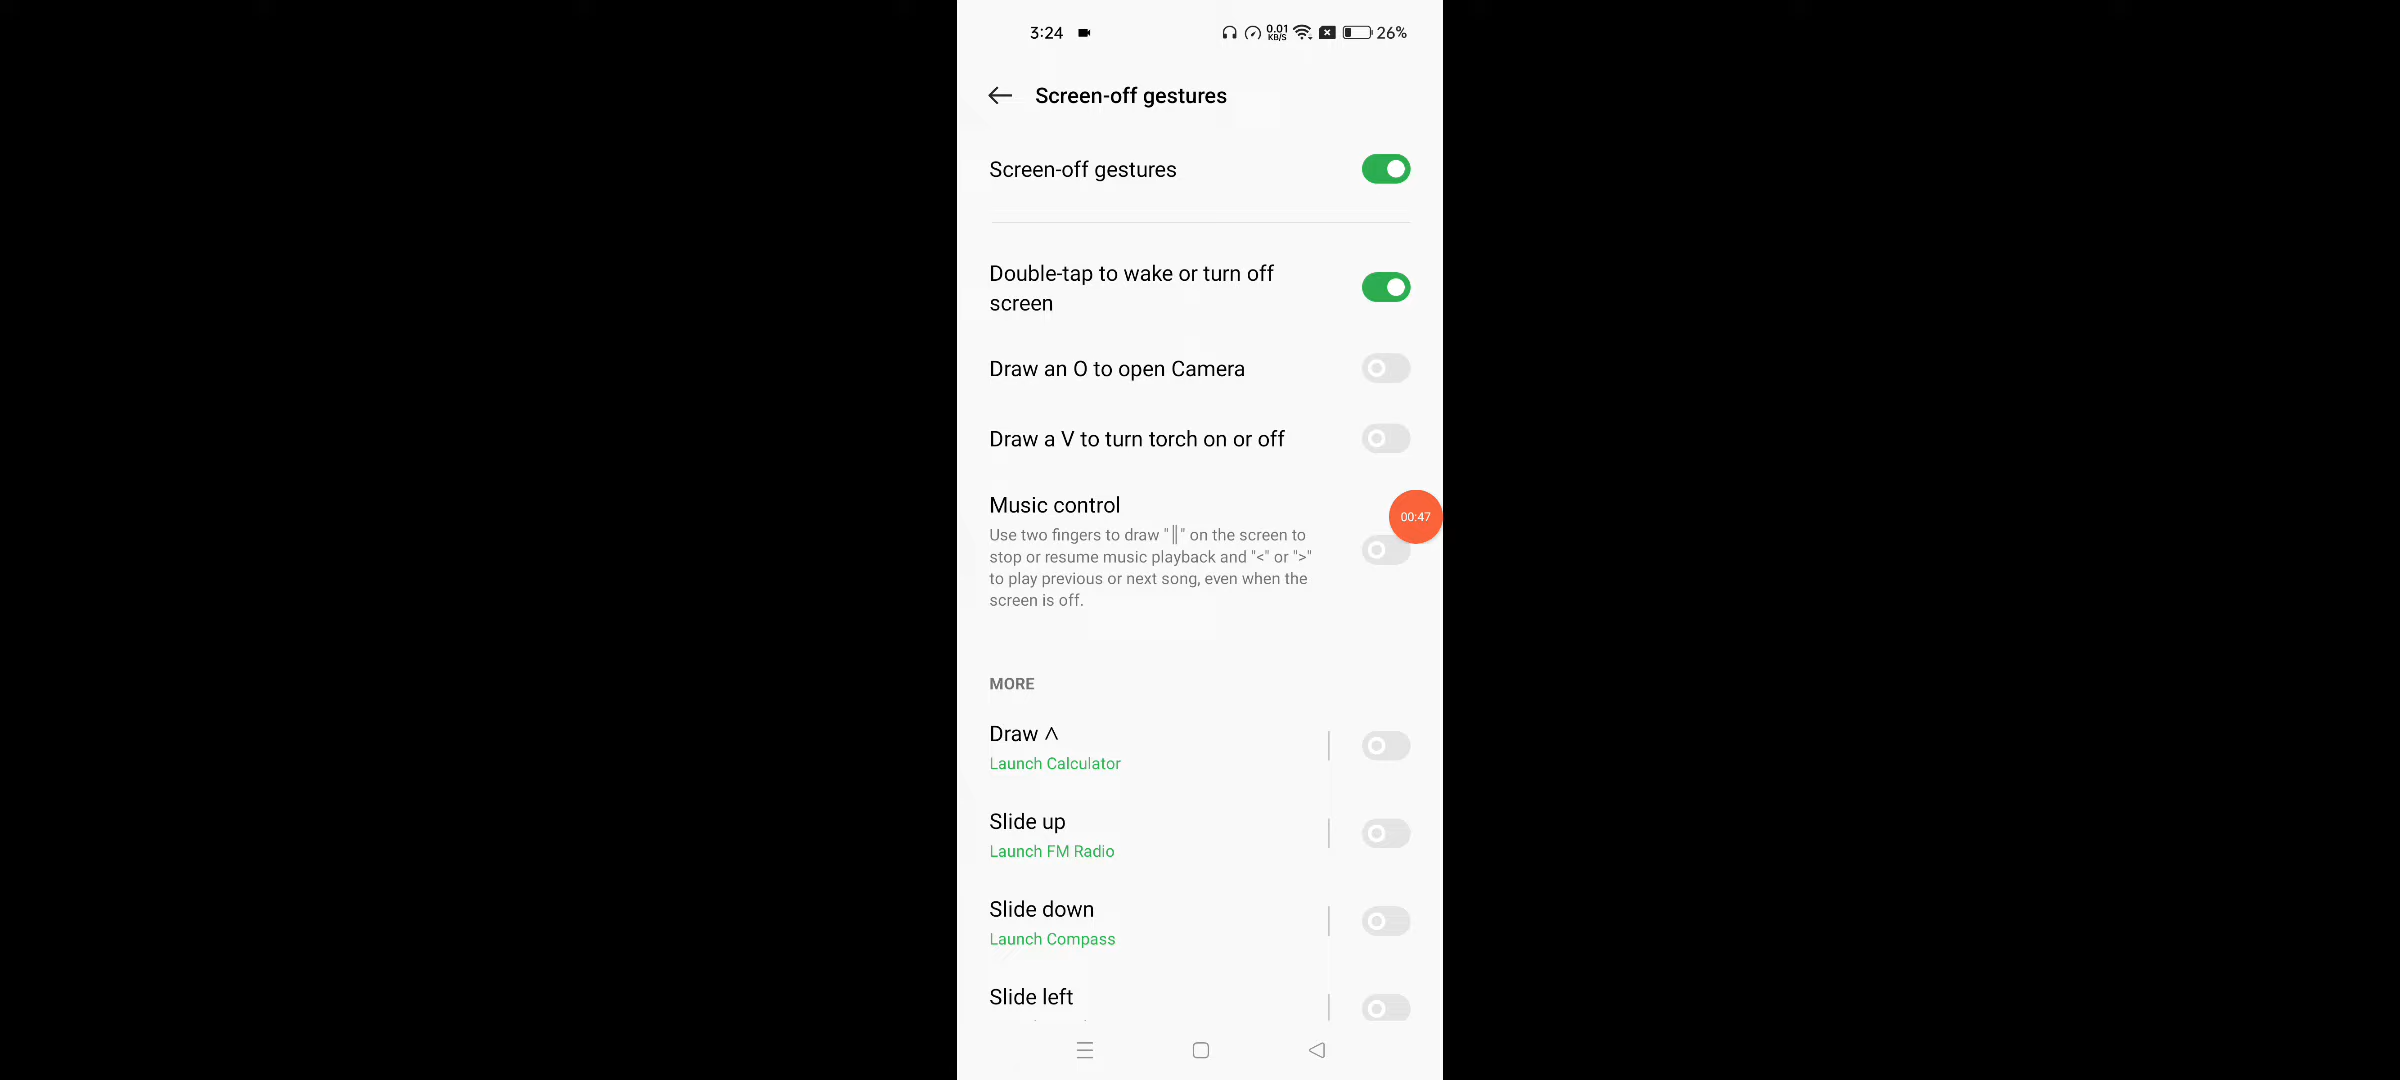 3:24
0.01
KB/S
26%
Screen-off gestures
Screen-off gestures
Double-tap to wake or turn off
screen
Draw an O to open Camera
Draw a V to turn torch on or off
Music control
00:47
Use two fingers to draw "║" on the screen to
stop or resume music playback and "<" or ">"
to play previous or next song, even when the
screen is off.
MORE
Draw ∧
Launch Calculator
Slide up
Launch FM Radio
Slide down
Launch Compass
Slide left